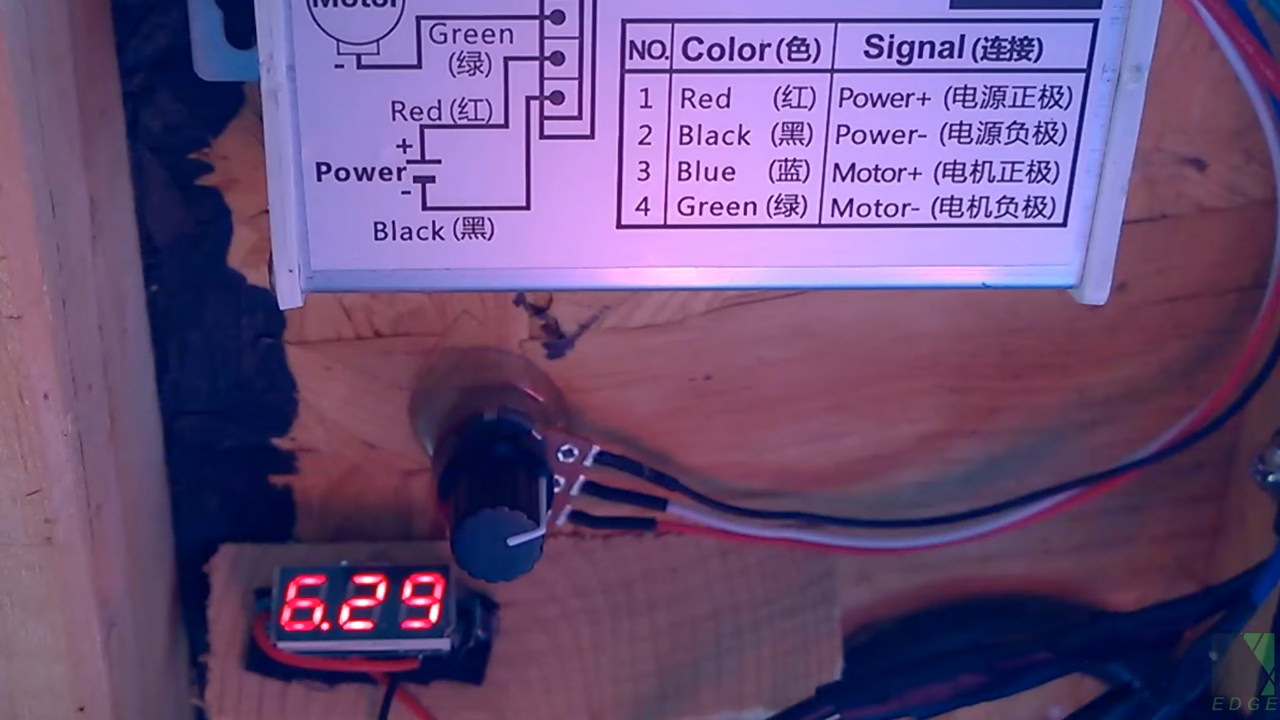 Motor
Green
(绿)
-
Red (红)
+
Power
-
Black (黑)
NO. Color (色) Signal (连接)
1 Red (红) Power+ (电源正极)
2 Black (黑) Power- (电源负极)
3 Blue (蓝) Motor+ (电机正极)
4 Green (绿) Motor- (电机负极)
6.29
EDGE